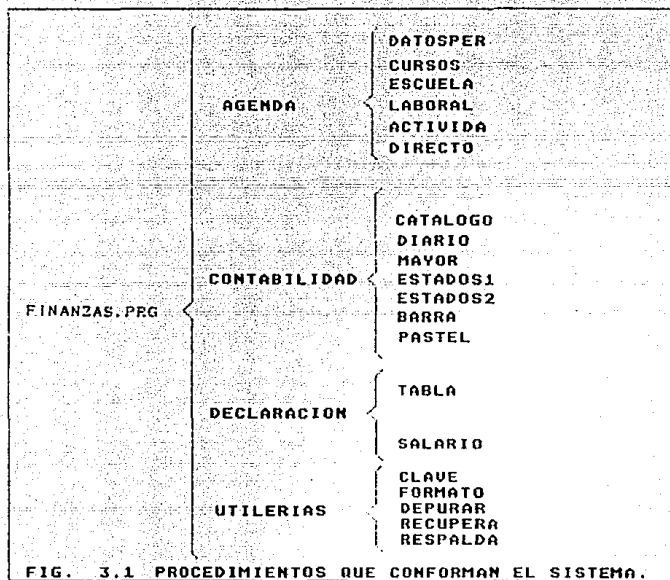 FINANZAS.PRG
AGENDA
DATOSPER
CURSOS
ESCUELA
LABORAL
ACTIVIDA
DIRECTO
CONTABILIDAD
CATALOGO
DIARIO
MAYOR
ESTADOS1
ESTADOS2
BARRA
PASTEL
DECLARACION
TABLA
SALARIO
UTILERIAS
CLAVE
FORMATO
DEPURAR
RECUPERA
RESPALDA
FIG. 3.1 PROCEDIMIENTOS QUE CONFORMAN EL SISTEMA.